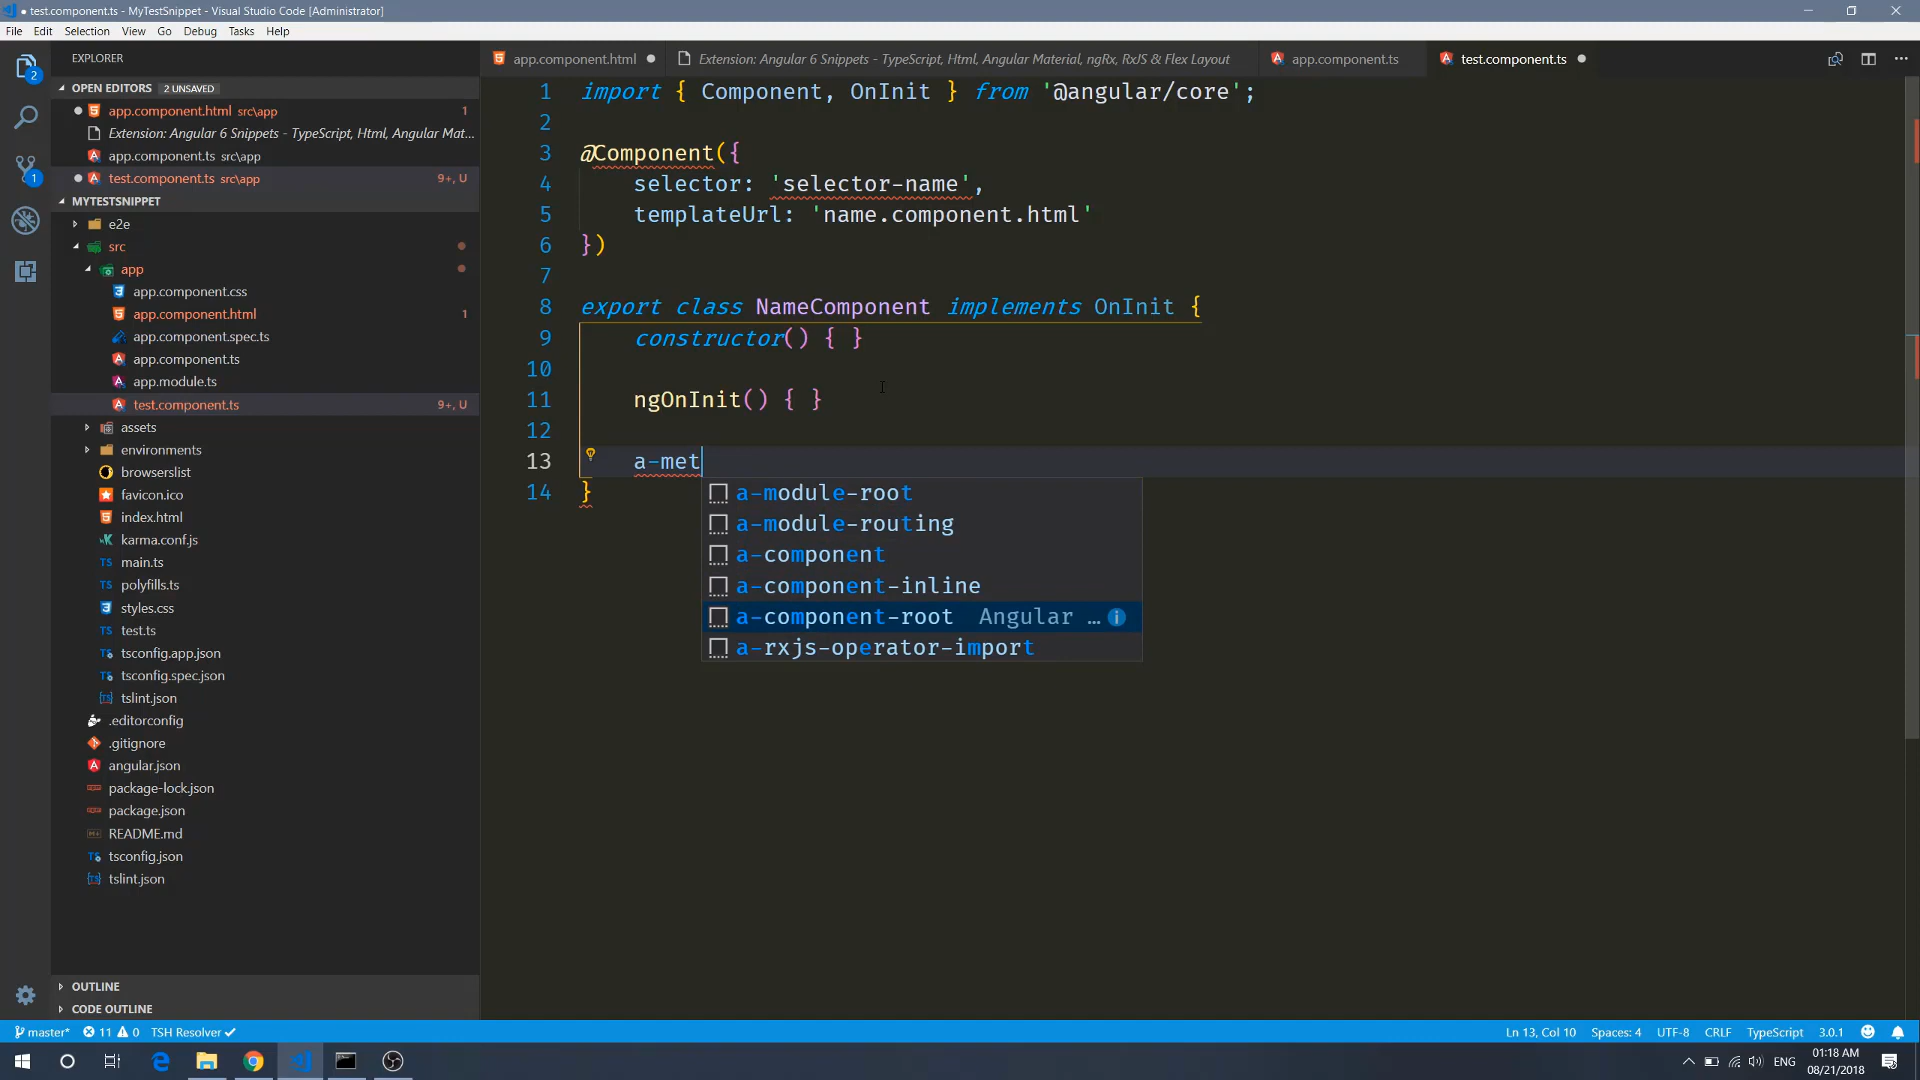 test.component.ts - MyTestSnippet - Visual Studio Code [Administrator]
File Edit Selection View Go Debug Tasks Help
EXPLORER
OPEN EDITORS 2 UNSAVED
app.component.html src\app 1
Extension: Angular 6 Snippets - TypeScript, Html, Angular Mat...
app.component.ts src\app
test.component.ts src\app 9+, U
MYTESTSNIPPET
e2e
src
app
app.component.css
app.component.html 1
app.component.spec.ts
app.component.ts
app.module.ts
test.component.ts 9+, U
assets
environments
browserslist
favicon.ico
index.html
karma.conf.js
main.ts
polyfills.ts
styles.css
test.ts
tsconfig.app.json
tsconfig.spec.json
tslint.json
.editorconfig
.gitignore
angular.json
package-lock.json
package.json
README.md
tsconfig.json
tslint.json
OUTLINE
CODE OUTLINE
app.component.html Extension: Angular 6 Snippets - TypeScript, Html, Angular Material, ngRx, RxJS & Flex Layout app.component.ts test.component.ts
1 import { Component, OnInit } from '@angular/core';
2
3 @Component({
4 selector: 'selector-name',
5 templateUrl: 'name.component.html'
6 })
7
8 export class NameComponent implements OnInit {
9 constructor() { }
10
11 ngOnInit() { }
12
13 a-met
14 }
a-module-root
a-module-routing
a-component
a-component-inline
a-component-root Angular …
a-rxjs-operator-import
master* 11 0 TSH Resolver Ln 13, Col 10 Spaces: 4 UTF-8 CRLF TypeScript 3.0.1
ENG
01:18 AM
08/21/2018
2
1